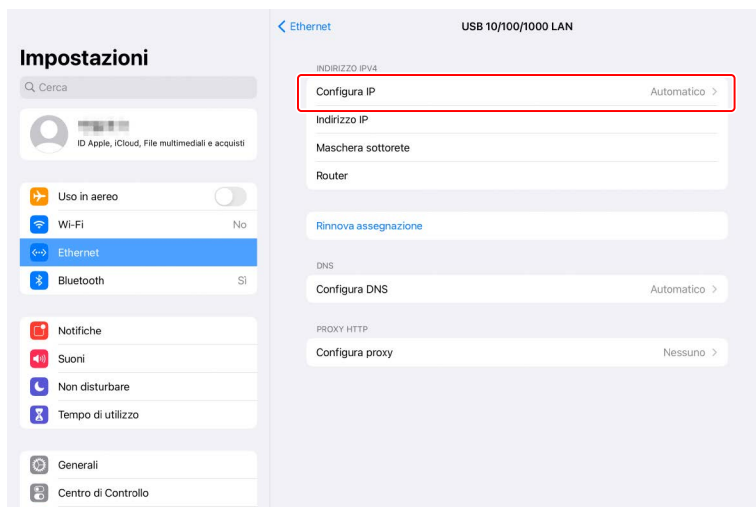 Impostazioni
Cerca
ID Apple, iCloud, File multimediali e acquisti
Uso in aereo
Wi-Fi No
Ethernet
Bluetooth Sì
Notifiche
Suoni
Non disturbare
Tempo di utilizzo
Generali
Centro di Controllo
Ethernet
USB 10/100/1000 LAN
INDIRIZZO IPV4
Configura IP Automatico
Indirizzo IP
Maschera sottorete
Router
Rinnova assegnazione
DNS
Configura DNS Automatico
PROXY HTTP
Configura proxy Nessuno